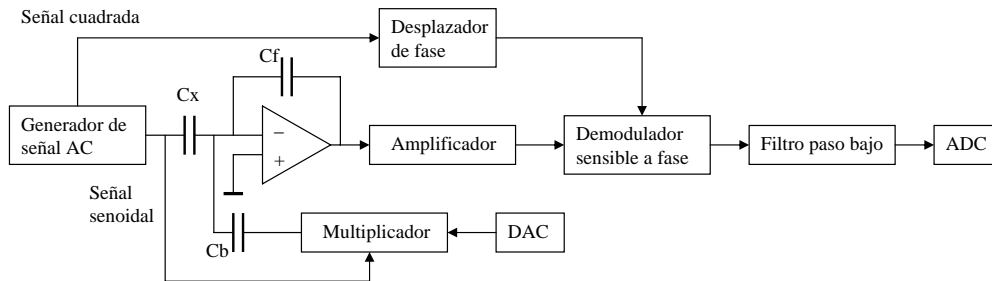 Señal cuadrada
Desplazador
de fase
Cf
Cx
Generador de
señal AC
−
+
Amplificador
Demodulador
sensible a fase
Filtro paso bajo
ADC
Señal
senoidal
Cb
Multiplicador
DAC